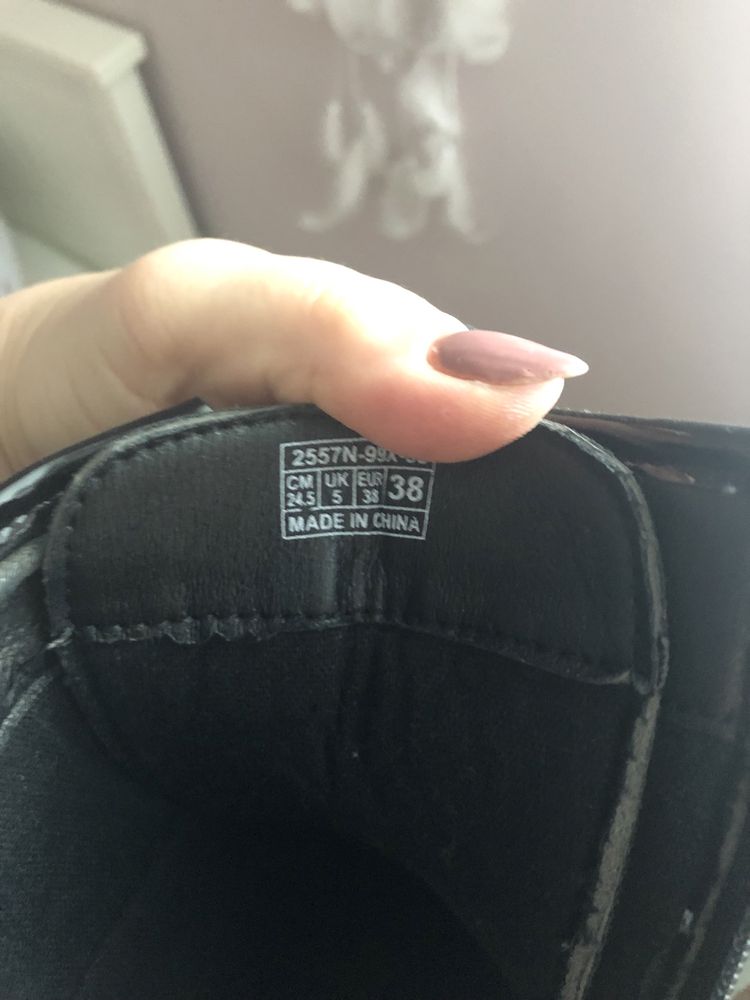 2557N-99X
CM UK EUR 38
24.5 5 38
MADE IN CHINA